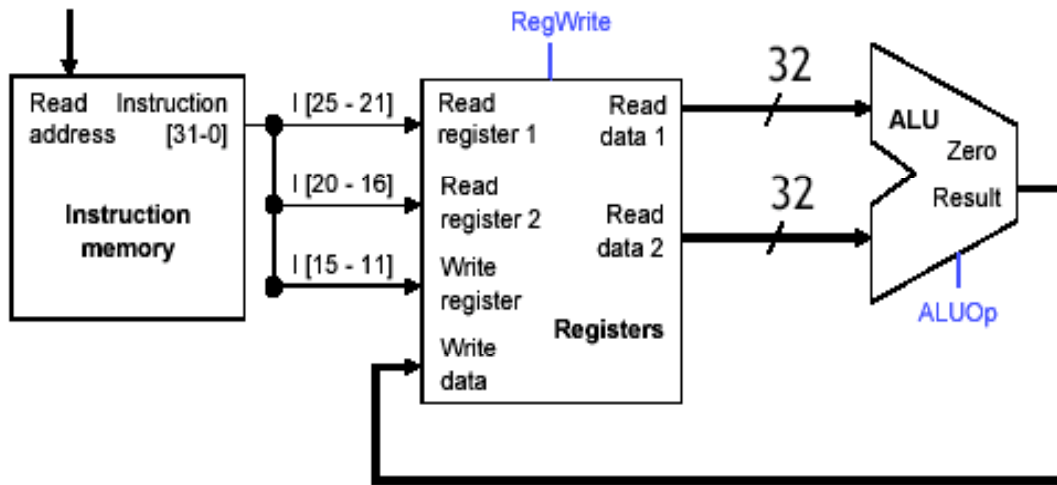 RegWrite
Read Instruction
address [31-0]
Instruction
memory
I [25 - 21]
I [20 - 16]
I [15 - 11]
Read
register 1
Read
register 2
Write
register
Write
data
Read
data 1
Read
data 2
Registers
32
32
ALU
Zero
Result
ALUOp